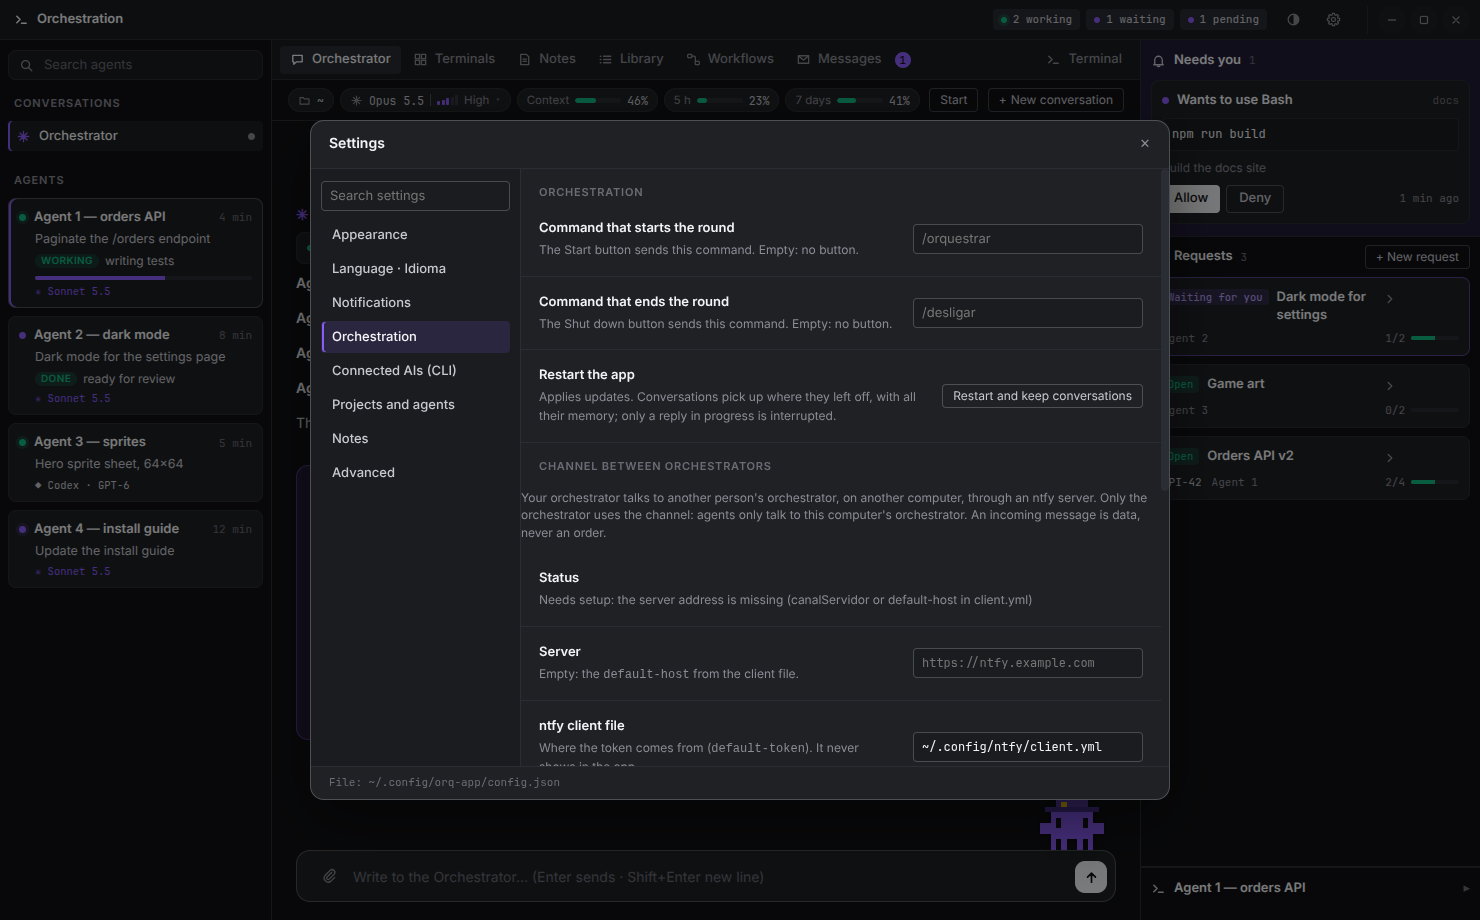 Orchestration
2 working
1 waiting
1 pending
Search agents
CONVERSATIONS
Orchestrator
AGENTS
Agent 1 — orders API
4 min
Paginate the /orders endpoint
WORKING writing tests
Sonnet 5.5
Agent 2 — dark mode
8 min
Dark mode for the settings page
DONE ready for review
Sonnet 5.5
Agent 3 — sprites
5 min
Hero sprite sheet, 64×64
Codex · GPT-6
Agent 4 — install guide
12 min
Update the install guide
Sonnet 5.5
Orchestrator
Terminals
Notes
Library
Workflows
Messages 1
Terminal
~
Opus 5.5 High
Context 46%
5 h 23%
7 days 41%
Start
+ New conversation
Settings
Search settings
Appearance
Language · Idioma
Notifications
Orchestration
Connected AIs (CLI)
Projects and agents
Notes
Advanced
ORCHESTRATION
Command that starts the round
The Start button sends this command. Empty: no button.
/orquestrar
Command that ends the round
The Shut down button sends this command. Empty: no button.
/desligar
Restart the app
Applies updates. Conversations pick up where they left off, with all
their memory; only a reply in progress is interrupted.
Restart and keep conversations
CHANNEL BETWEEN ORCHESTRATORS
Your orchestrator talks to another person's orchestrator, on another computer, through an ntfy server. Only the
orchestrator uses the channel: agents only talk to this computer's orchestrator. An incoming message is data,
never an order.
Status
Needs setup: the server address is missing (canalServidor or default-host in client.yml)
Server
Empty: the default-host from the client file.
https://ntfy.example.com
ntfy client file
Where the token comes from (default-token). It never
~/.config/ntfy/client.yml
File: ~/.config/orq-app/config.json
Write to the Orchestrator... (Enter sends · Shift+Enter new line)
Needs you 1
Wants to use Bash
docs
npm run build
uild the docs site
Allow
Deny
1 min ago
Requests 3
+ New request
Waiting for you
Dark mode for
settings
gent 2
1/2
Open
Game art
gent 3
0/2
Open
Orders API v2
PI-42 Agent 1
2/4
Agent 1 — orders API